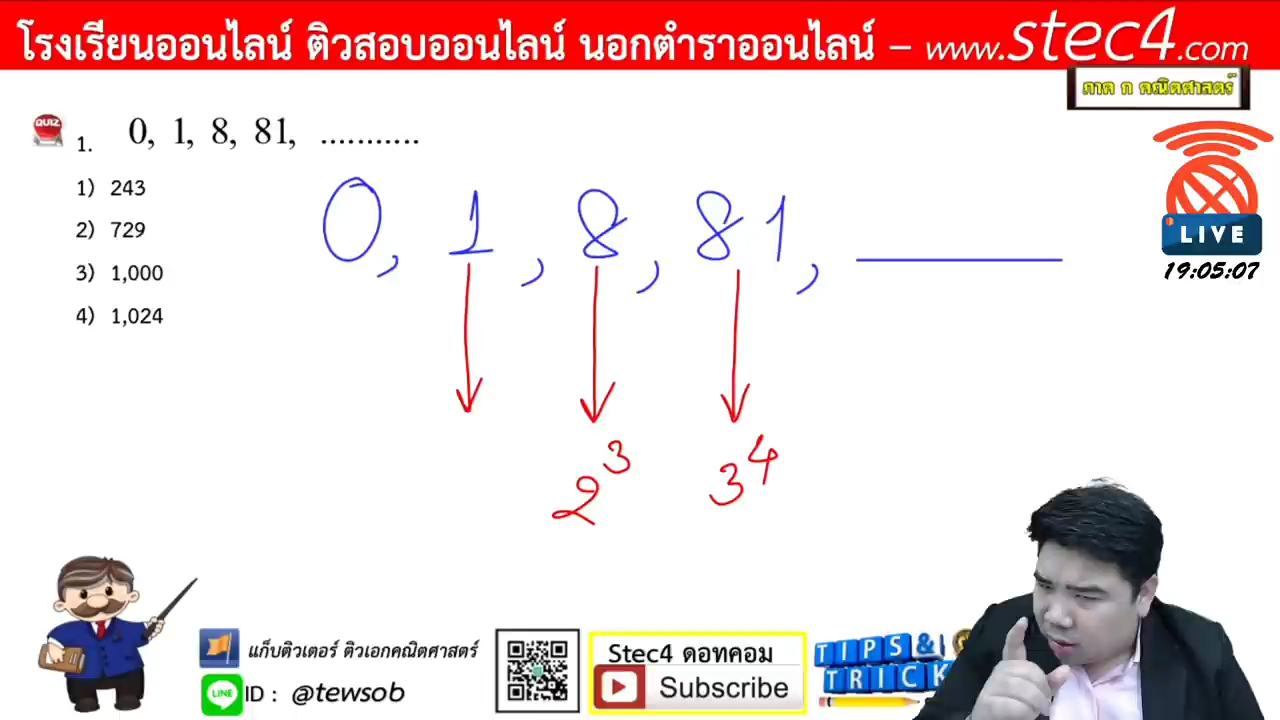 โรงเรียนออนไลน์ ติวสอบออนไลน์ นอกตำราออนไลน์ – www.stec4.com
ภาค ก คณิตศาสตร์
QUIZ
1. 0, 1, 8, 81, ...........
1) 243
2) 729
3) 1,000
4) 1,024
0, 1, 8, 81, ______
2³ 3⁴
LIVE
19:05:07
แก็บติวเตอร์ ติวเอกคณิตศาสตร์
LINE ID : @tewsob
Stec4 ดอทคอม
Subscribe
TIPS &
TRICK